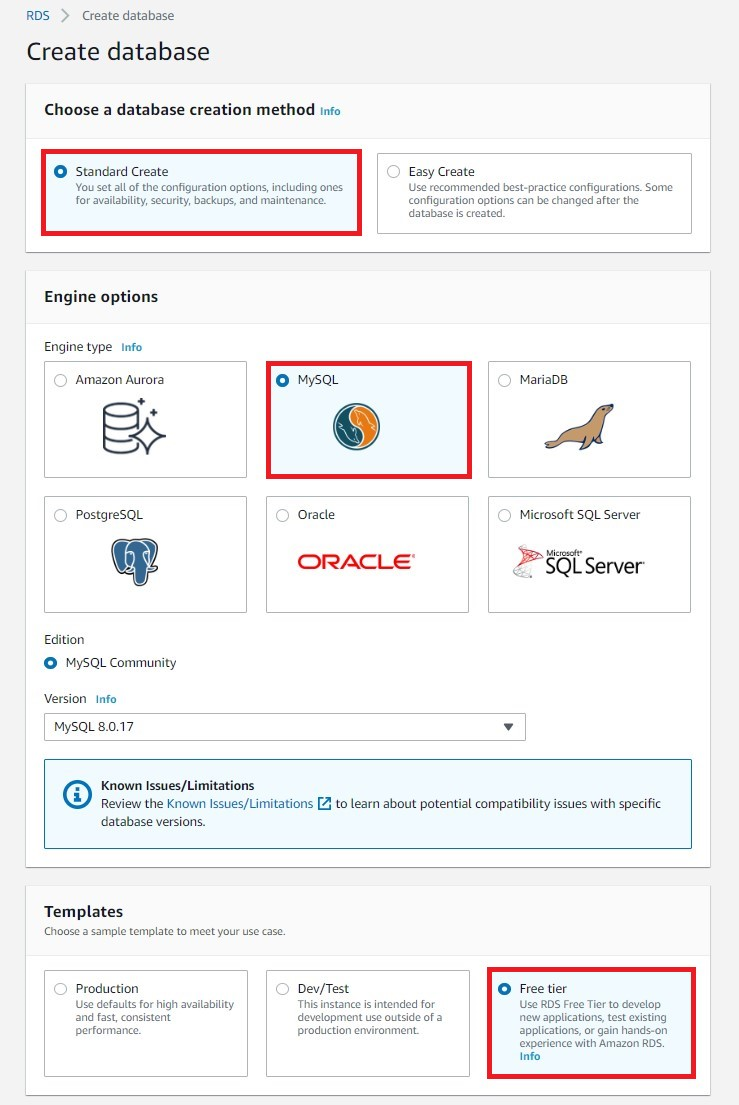 RDS > Create database
Create database
Choose a database creation method Info
Standard Create
You set all of the configuration options, including ones
for availability, security, backups, and maintenance.
Easy Create
Use recommended best-practice configurations. Some
configuration options can be changed after the
database is created.
Engine options
Engine type Info
Amazon Aurora
MySQL
MariaDB
PostgreSQL
Oracle
ORACLE®
Microsoft SQL Server
Microsoft®
SQL Server®
Edition
MySQL Community
Version Info
MySQL 8.0.17
Known Issues/Limitations
Review the Known Issues/Limitations to learn about potential compatibility issues with specific
database versions.
Templates
Choose a sample template to meet your use case.
Production
Use defaults for high availability
and fast, consistent
performance.
Dev/Test
This instance is intended for
development use outside of a
production environment.
Free tier
Use RDS Free Tier to develop
new applications, test existing
applications, or gain hands-on
experience with Amazon RDS.
Info